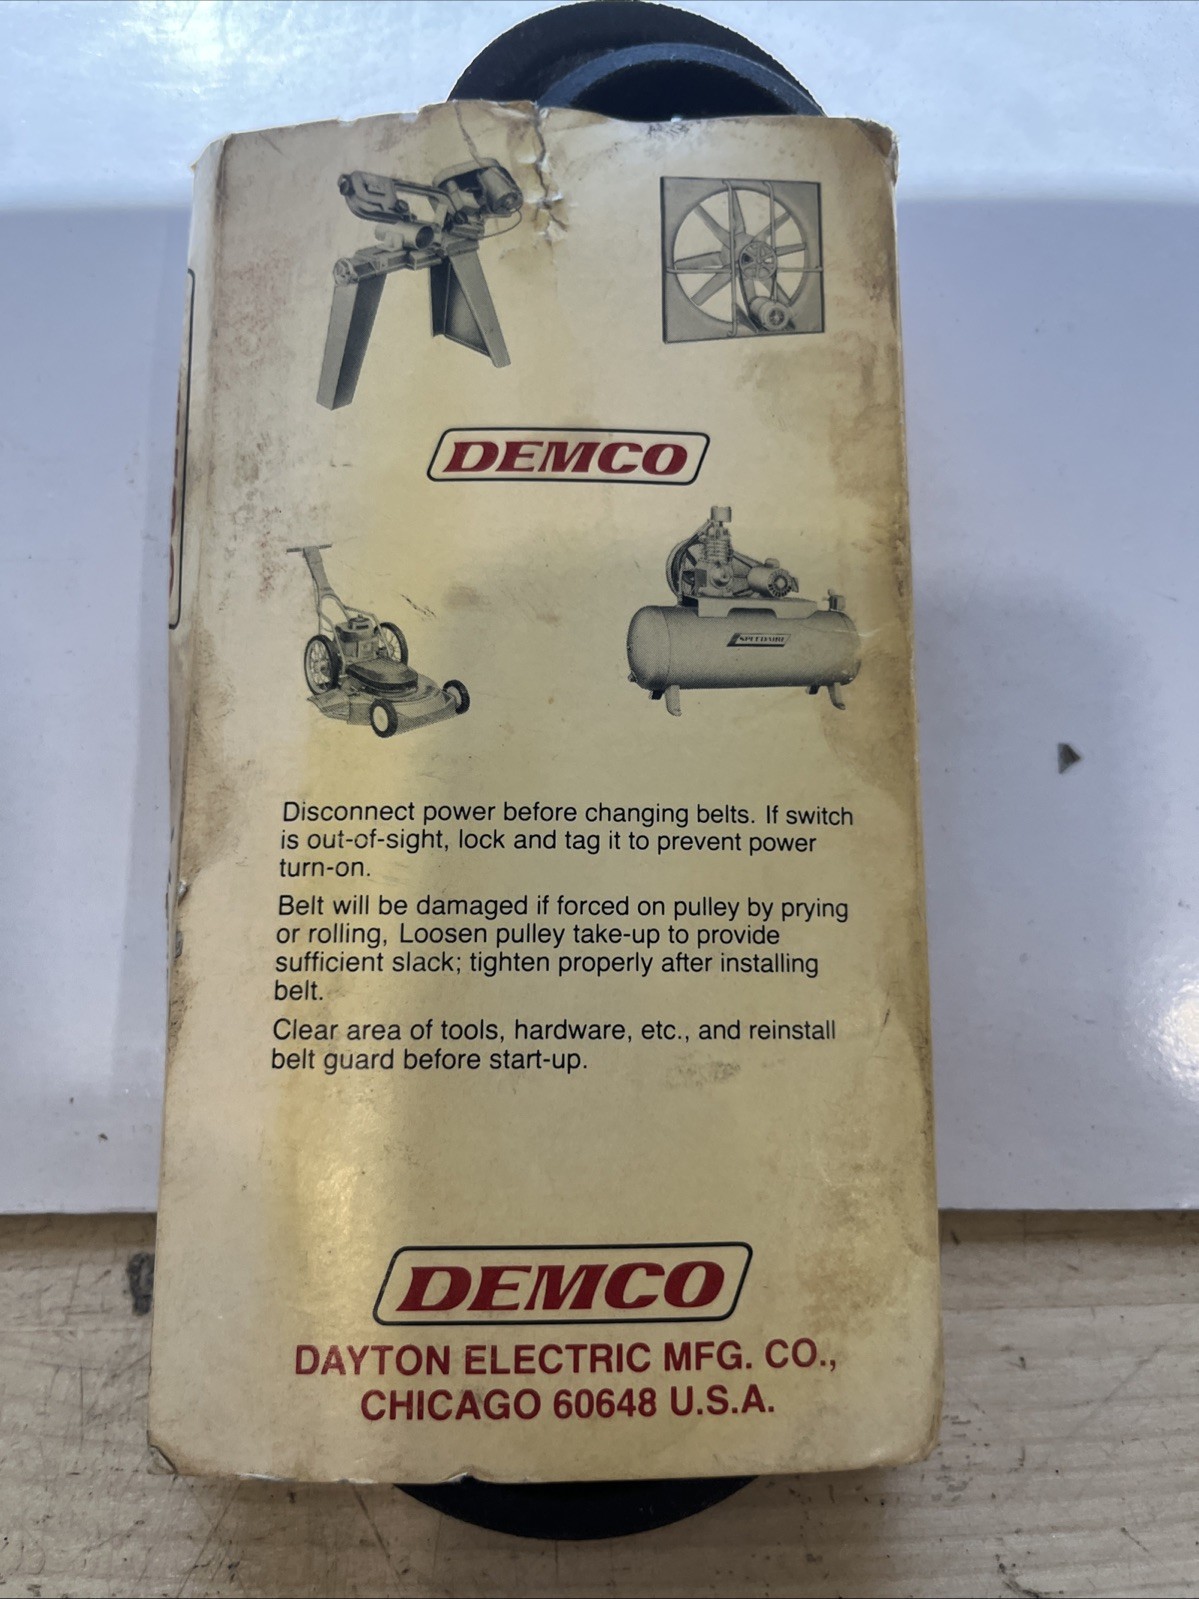 DEMCO
SPEEDAIRE
Disconnect power before changing belts. If switch
is out-of-sight, lock and tag it to prevent power
turn-on.
Belt will be damaged if forced on pulley by prying
or rolling, Loosen pulley take-up to provide
sufficient slack; tighten properly after installing
belt.
Clear area of tools, hardware, etc., and reinstall
belt guard before start-up.
DEMCO
DAYTON ELECTRIC MFG. CO.,
CHICAGO 60648 U.S.A.